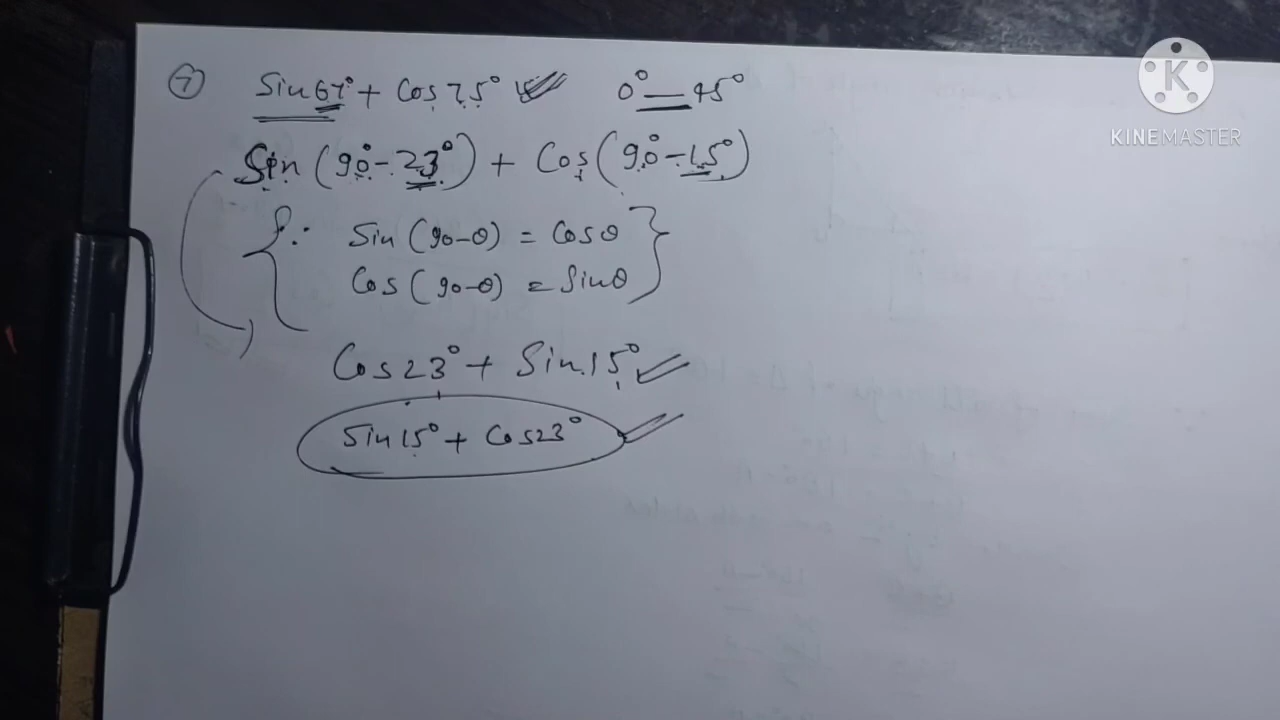 ⑦ Sin67° + Cos75° 0° — 45°
KINEMASTER
Sin (90° - 23°) + Cos (90° - 15°)
{∵ Sin (90-θ) = Cosθ
Cos (90-θ) = Sinθ}
Cos23° + Sin15°
Sin15° + Cos23°